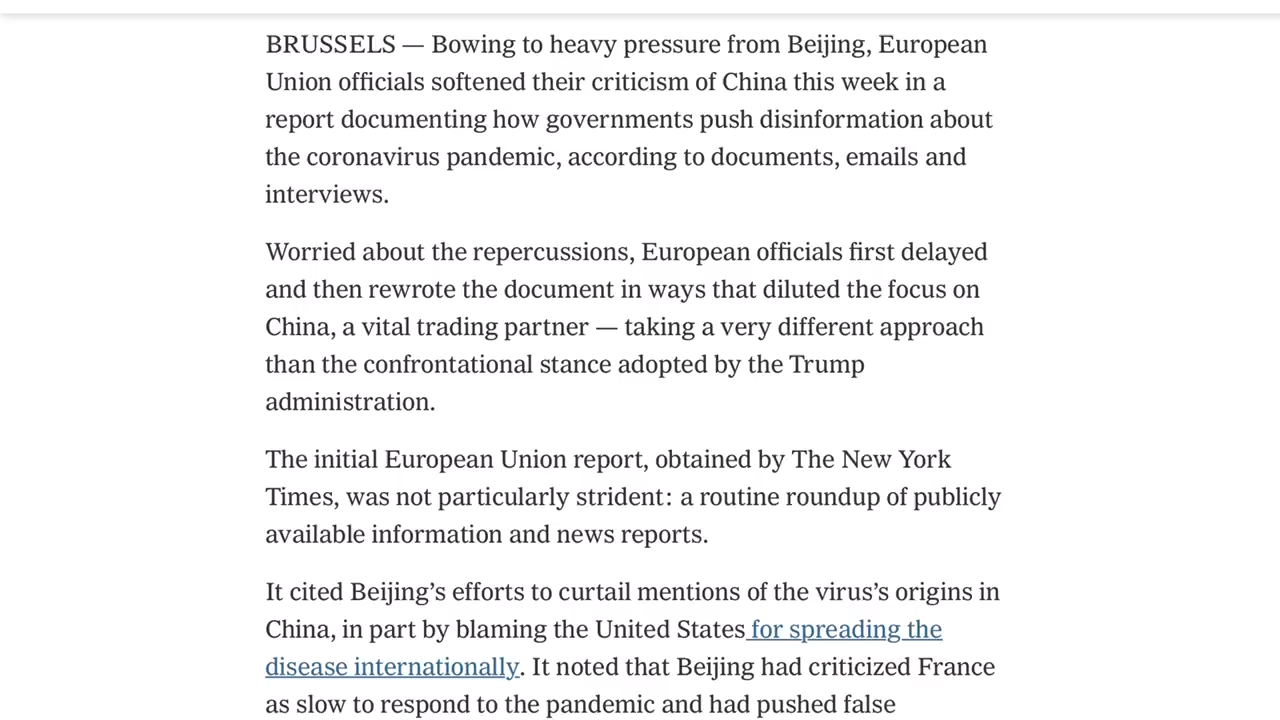 BRUSSELS — Bowing to heavy pressure from Beijing, European
Union officials softened their criticism of China this week in a
report documenting how governments push disinformation about
the coronavirus pandemic, according to documents, emails and
interviews.
Worried about the repercussions, European officials first delayed
and then rewrote the document in ways that diluted the focus on
China, a vital trading partner — taking a very different approach
than the confrontational stance adopted by the Trump
administration.
The initial European Union report, obtained by The New York
Times, was not particularly strident: a routine roundup of publicly
available information and news reports.
It cited Beijing’s efforts to curtail mentions of the virus’s origins in
China, in part by blaming the United States for spreading the
disease internationally. It noted that Beijing had criticized France
as slow to respond to the pandemic and had pushed false